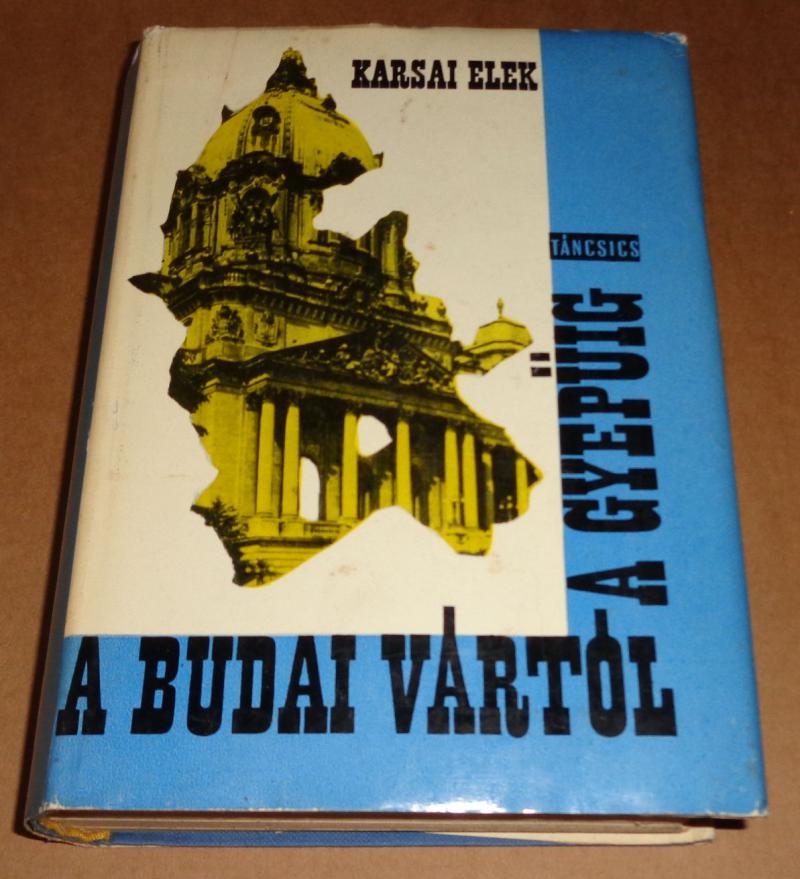 KARSAI ELEK
TÁNCSICS
A BUDAI VÁRTÓL
A GYEPÜIG